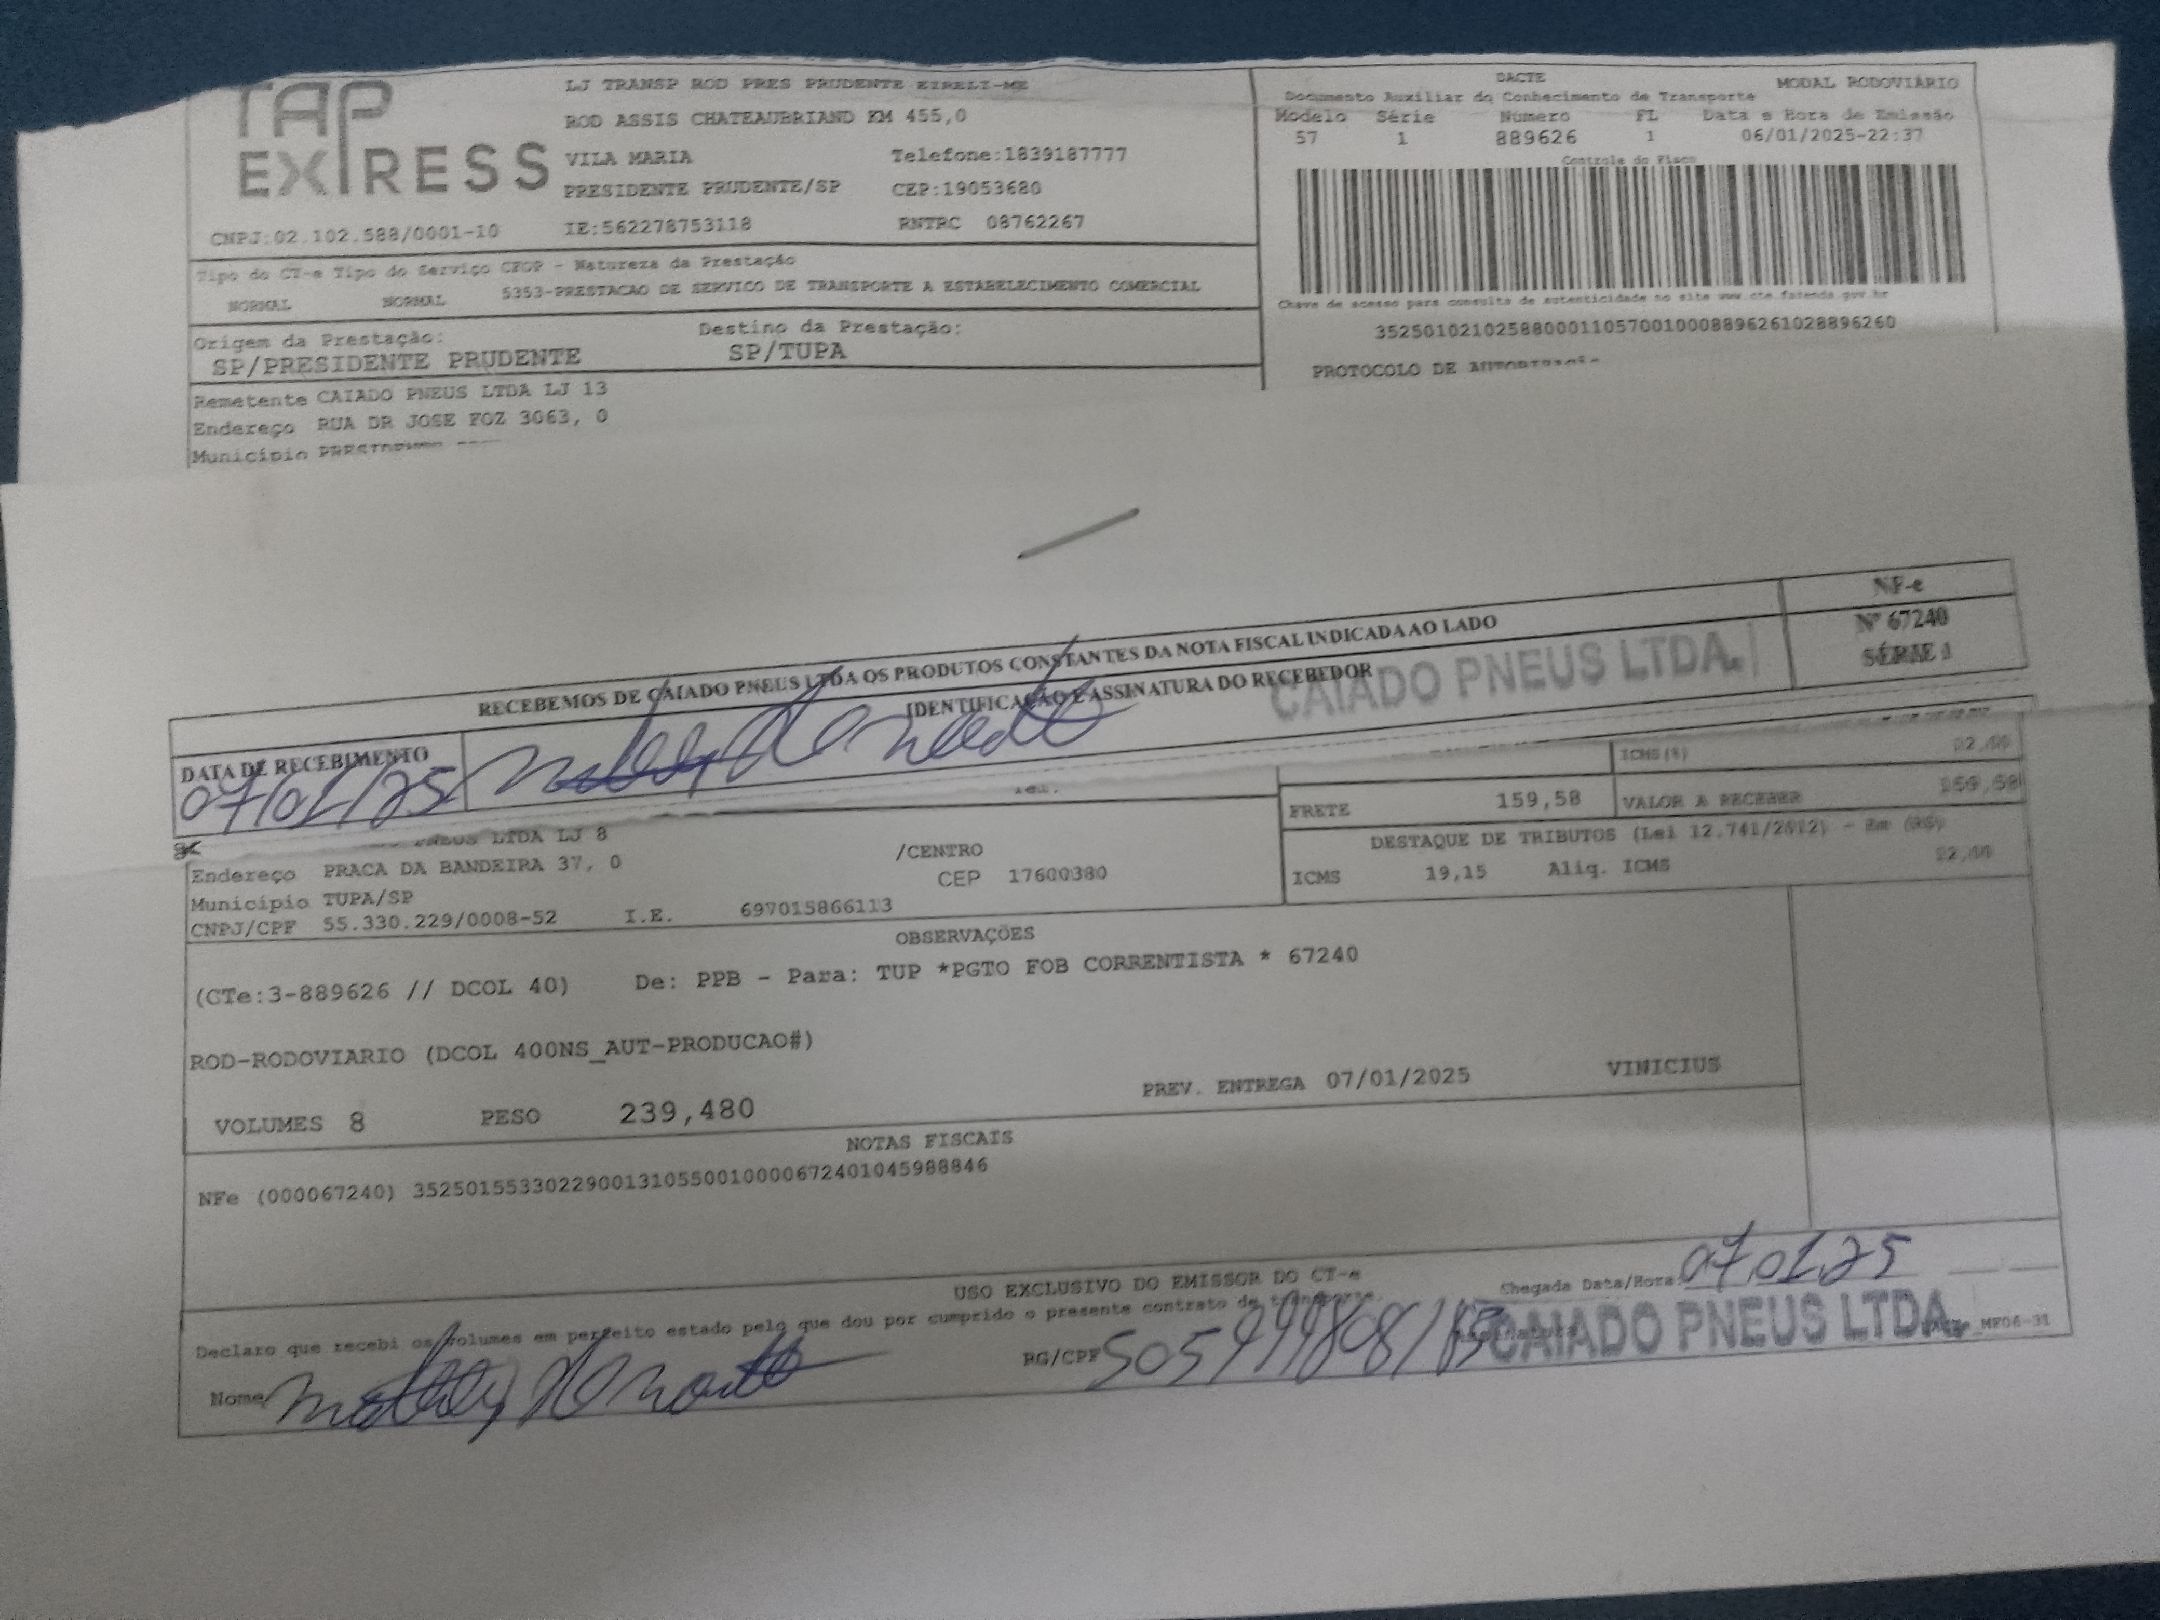 TAP
EXPRESS
LJ TRANSP ROD PRES PRUDENTE EIRELI-ME
ROD ASSIS CHATEAUBRIAND KM 455,0
VILA MARIA Telefone:1839187777
PRESIDENTE PRUDENTE/SP CEP:19053680
CNPJ:02.102.588/0001-10 IE:562278753118 RNTRC 08762267
DACTE MODAL RODOVIÁRIO
Documento Auxiliar do Conhecimento de Transporte
Modelo Série Número FL Data e Hora de Emissão
57 1 889626 1 06/01/2025-22:37
Controle do Fisco
Chave de acesso para consulta de autenticidade no site www.cte.fazenda.gov.br
35250102102588000110570010008896261028896260
PROTOCOLO DE
Tipo do CT-e Tipo do Serviço CFOP - Natureza da Prestação
NORMAL NORMAL 5353-PRESTACAO DE SERVICO DE TRANSPORTE A ESTABELECIMENTO COMERCIAL
Origem da Prestação: Destino da Prestação:
SP/PRESIDENTE PRUDENTE SP/TUPA
Remetente CAIADO PNEUS LTDA LJ 13
Endereço RUA DR JOSE FOZ 3063, 0
Município
RECEBEMOS DE CAIADO PNEUS LTDA OS PRODUTOS CONSTANTES DA NOTA FISCAL INDICADA AO LADO
NF-e
Nº 67240
SÉRIE 1
DATA DE RECEBIMENTO IDENTIFICAÇÃO E ASSINATURA DO RECEBEDOR
CAIADO PNEUS LTDA.
07/01/25
ICMS(%)
FRETE 159,58 VALOR A RECEBER 159,58
PNEUS LTDA LJ 8
DESTAQUE DE TRIBUTOS (Lei 12.741/2012) - Em (R$)
Endereço PRACA DA BANDEIRA 37, 0 /CENTRO
ICMS 19,15 Aliq. ICMS
Município TUPA/SP CEP 17600380
CNPJ/CPF 55.330.229/0008-52 I.E. 697015866113
OBSERVAÇÕES
(CTe:3-889626 // DCOL 40) De: PPB - Para: TUP *PGTO FOB CORRENTISTA * 67240
ROD-RODOVIARIO (DCOL 400NS_AUT-PRODUCAO#)
VOLUMES 8 PESO 239,480 PREV. ENTREGA 07/01/2025 VINICIUS
NOTAS FISCAIS
NFe (000067240) 35250155330229001310550010000672401045988846
USO EXCLUSIVO DO EMISSOR DO CT-e
Declaro que recebi os volumes em perfeito estado pelo que dou por cumprido o presente contrato de transporte.
Chegada Data/Hora: 07.01.25
Nome
RG/CPF
CAIADO PNEUS LTDA.